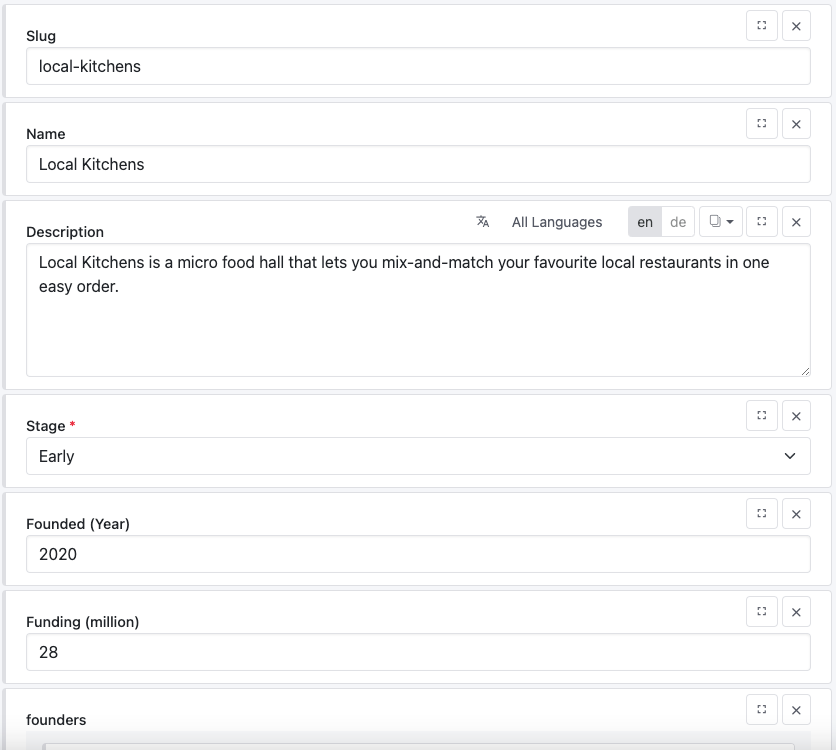 Slug
local-kitchens
Name
Local Kitchens
Description
All Languages
en
de
Local Kitchens is a micro food hall that lets you mix-and-match your favourite local restaurants in one
easy order.
Stage *
Early
Founded (Year)
2020
Funding (million)
28
founders